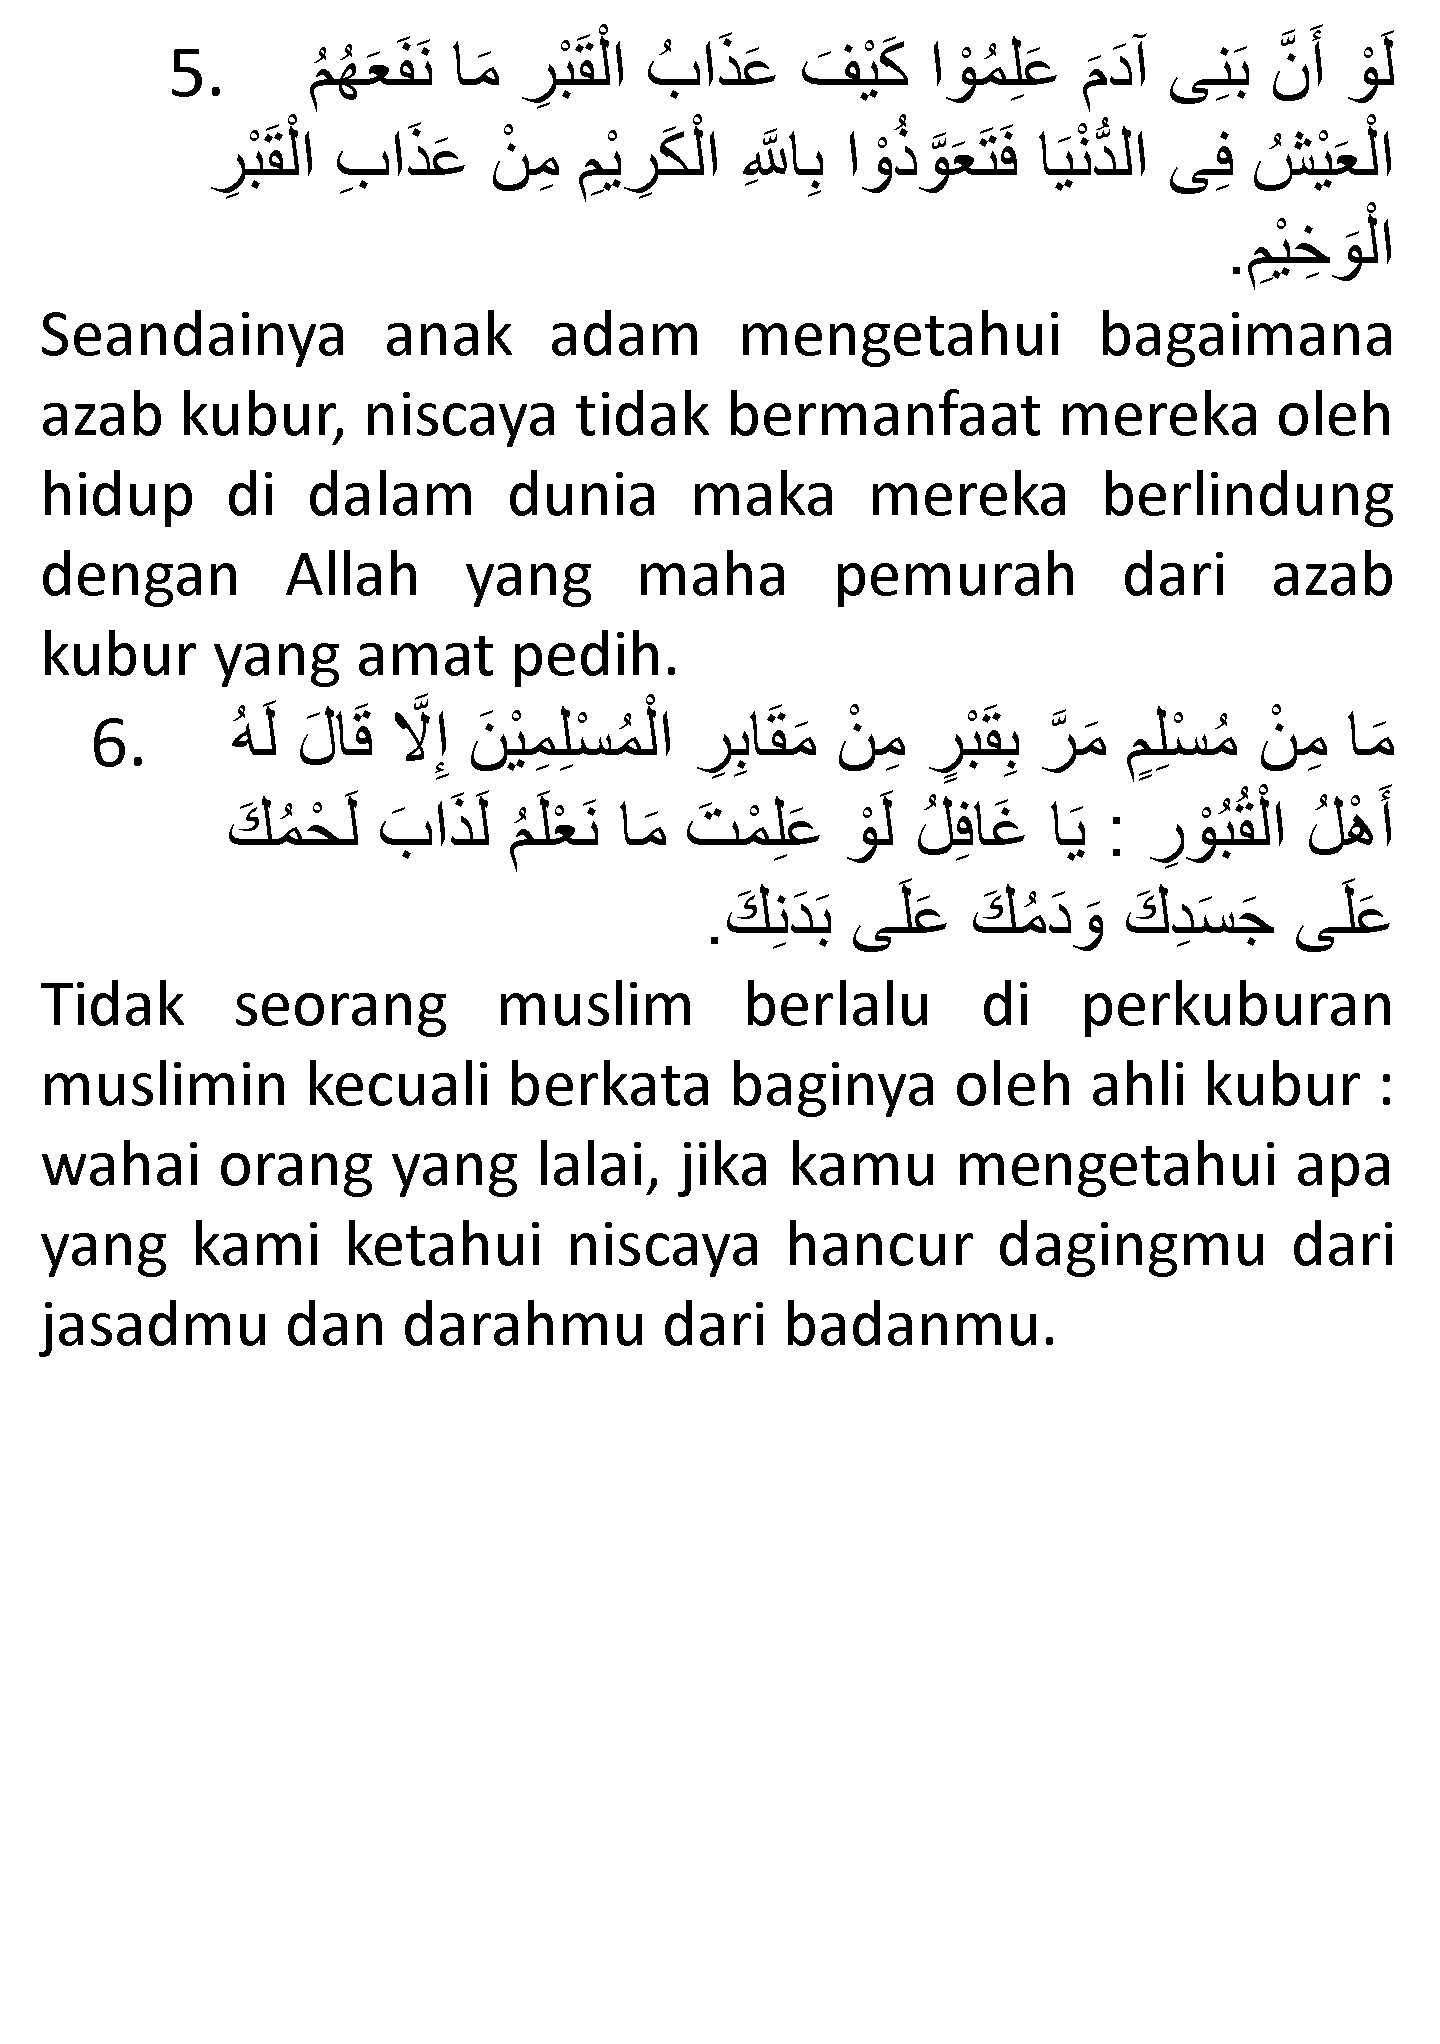 5. لَوْ أَنَّ بَنِى آدَمَ عَلِمُوْا كَيْفَ عَذَابُ الْقَبْرِ مَا نَفَعَهُمُ
الْعَيْشُ فِى الدُّنْيَا فَتَعَوَّذُوْا بِاللَّهِ الْكَرِيْمِ مِنْ عَذَابِ الْقَبْرِ
الْوَخِيْمِ.
Seandainya anak adam mengetahui bagaimana
azab kubur, niscaya tidak bermanfaat mereka oleh
hidup di dalam dunia maka mereka berlindung
dengan Allah yang maha pemurah dari azab
kubur yang amat pedih.
6. مَا مِنْ مُسْلِمٍ مَرَّ بِقَبْرٍ مِنْ مَقَابِرِ الْمُسْلِمِيْنَ إِلَّا قَالَ لَهُ
أَهْلُ الْقُبُوْرِ : يَا غَافِلُ لَوْ عَلِمْتَ مَا نَعْلَمُ لَذَابَ لَحْمُكَ
عَلَى جَسَدِكَ وَدَمُكَ عَلَى بَدَنِكَ.
Tidak seorang muslim berlalu di perkuburan
muslimin kecuali berkata baginya oleh ahli kubur :
wahai orang yang lalai, jika kamu mengetahui apa
yang kami ketahui niscaya hancur dagingmu dari
jasadmu dan darahmu dari badanmu.